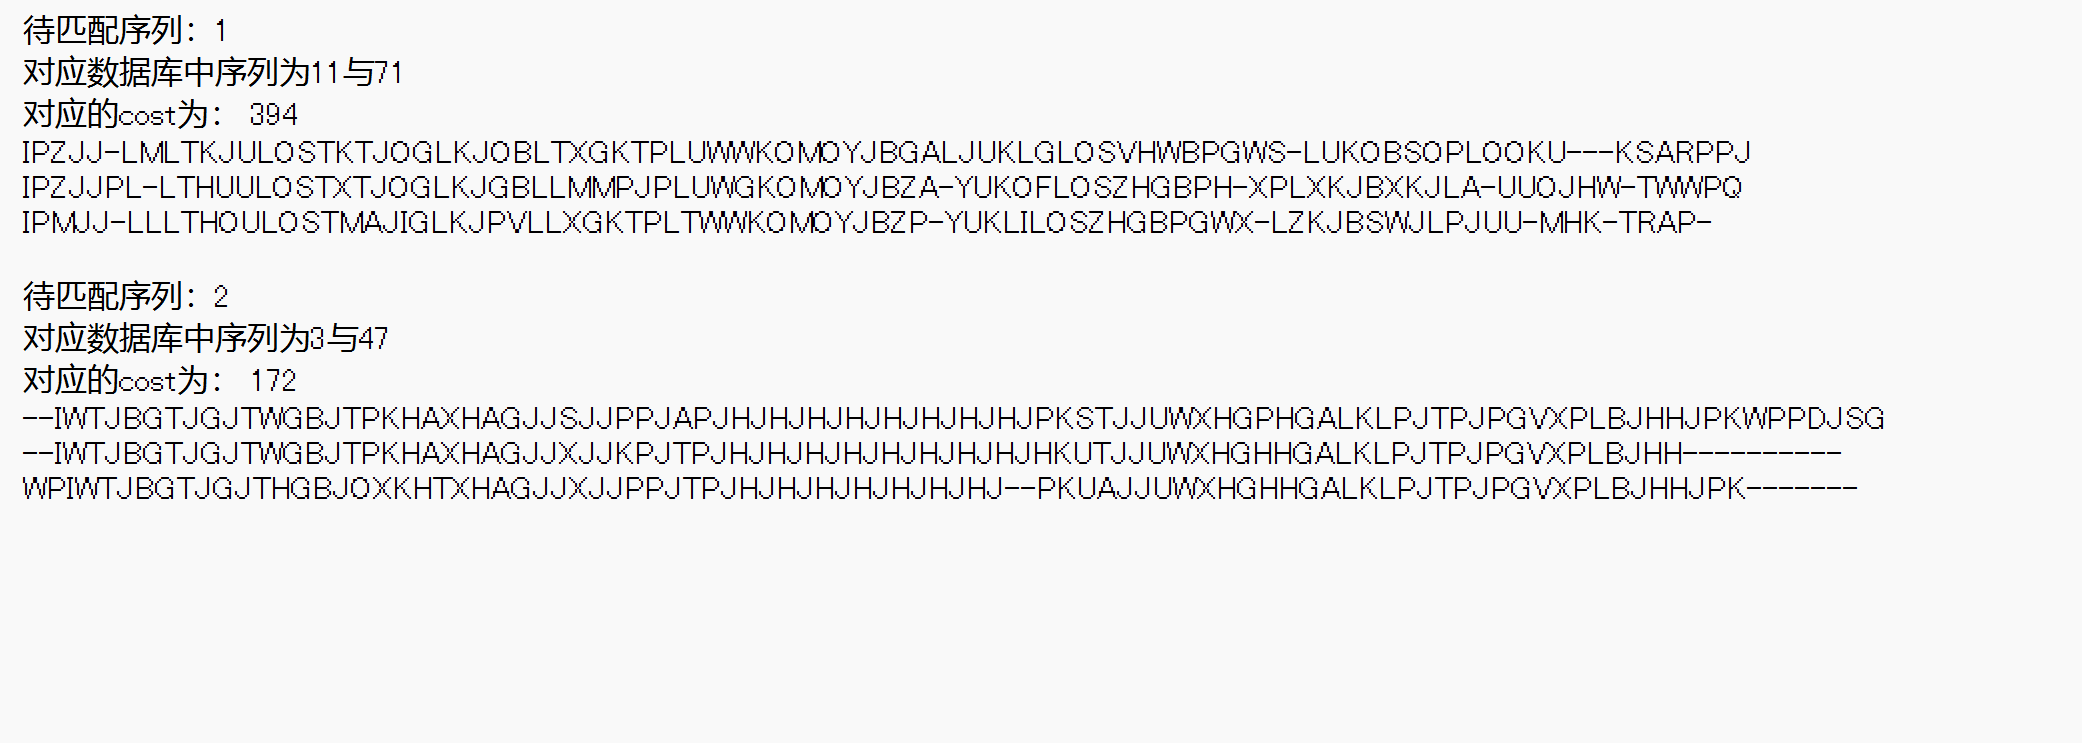 待匹配序列：1
对应数据库中序列为11与71
对应的cost为： 394
IPZJJ-LMLTKJULOSTKTJOGLKJOBLTXGKTPLUWWKOMOYJBGALJUKLGLOSVHWBPGWS-LUKOBSOPLOOKU---KSARPPJ
IPZJJPL-LTHUULOSTXTJOGLKJGBLLMMPJPLUWGKOMOYJBZA-YUKOFLOSZHGBPH-XPLXKJBXKJLA-UUOJHW-TWWPQ
IPMJJ-LLLTHOULOSTMAJIGLKJPVLLXGKTPLTWWKOMOYJBZP-YUKLILOSZHGBPGWX-LZKJBSWJLPJUU-MHK-TRAP-
待匹配序列：2
对应数据库中序列为3与47
对应的cost为： 172
--IWTJBGTJGJTWGBJTPKHAXHAGJJSJJPPJAPJHJHJHJHJHJHJHJHJPKSTJJUWXHGPHGALKLPJTPJPGVXPLBJHHJPKWPPDJSG
--IWTJBGTJGJTWGBJTPKHAXHAGJJXJJKPJTPJHJHJHJHJHJHJHJHJHKUTJJUWXHGHHGALKLPJTPJPGVXPLBJHH----------
WPIWTJBGTJGJTHGBJOXKHTXHAGJJXJJPPJTPJHJHJHJHJHJHJHJ--PKUAJJUWXHGHHGALKLPJTPJPGVXPLBJHHJPK-------